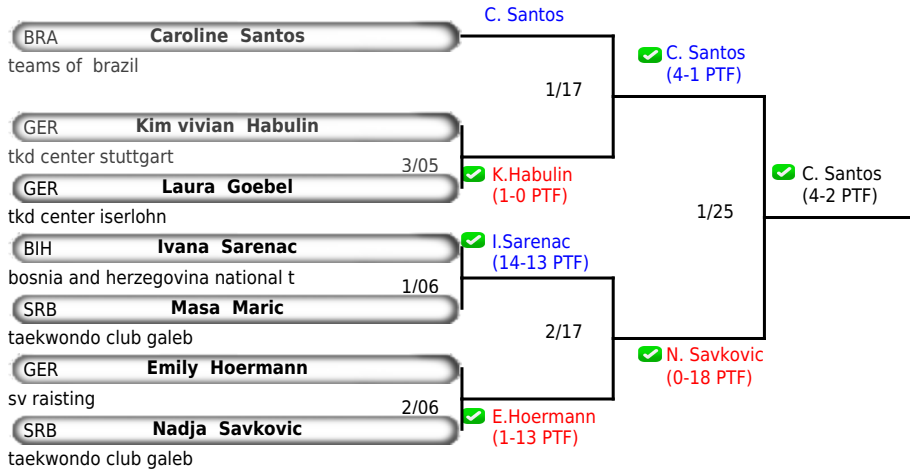 C. Santos
BRA Caroline Santos
teams of brazil
C. Santos
(4-1 PTF)
1/17
GER Kim vivian Habulin
tkd center stuttgart
3/05
K.Habulin
(1-0 PTF)
GER Laura Goebel
tkd center iserlohn
C. Santos
(4-2 PTF)
1/25
BIH Ivana Sarenac
bosnia and herzegovina national t
1/06
I.Sarenac
(14-13 PTF)
SRB Masa Maric
taekwondo club galeb
2/17
GER Emily Hoermann
sv raisting
2/06
N. Savkovic
(0-18 PTF)
E.Hoermann
(1-13 PTF)
SRB Nadja Savkovic
taekwondo club galeb